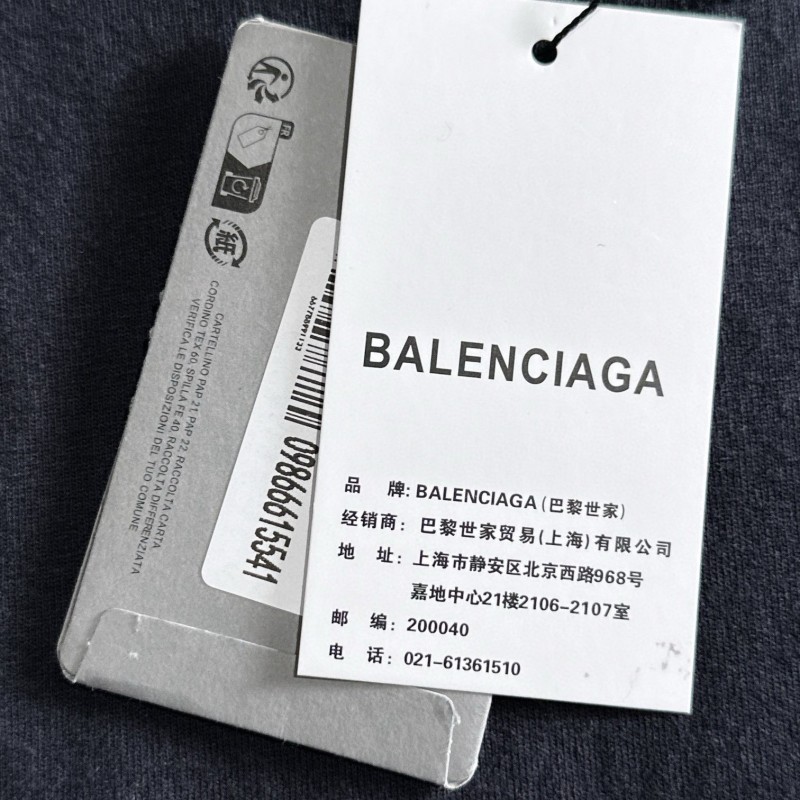 BALENCIAGA
品 牌: BALENCIAGA (巴黎世家)
经销商: 巴黎世家贸易(上海)有限公司
地 址: 上海市静安区北京西路968号
嘉地中心21楼2106-2107室
邮 编: 200040
电 话: 021-61361510
FR
紙
CARTELLINO PAP 21, PAP 22, RACCOLTA CARTA
CORDINO TEX 60, SPILLA FE 40, RACCOLTA DIFFERENZIATA
VERIFICA LE DISPOSIZIONI DEL TUO COMUNE
09866615541